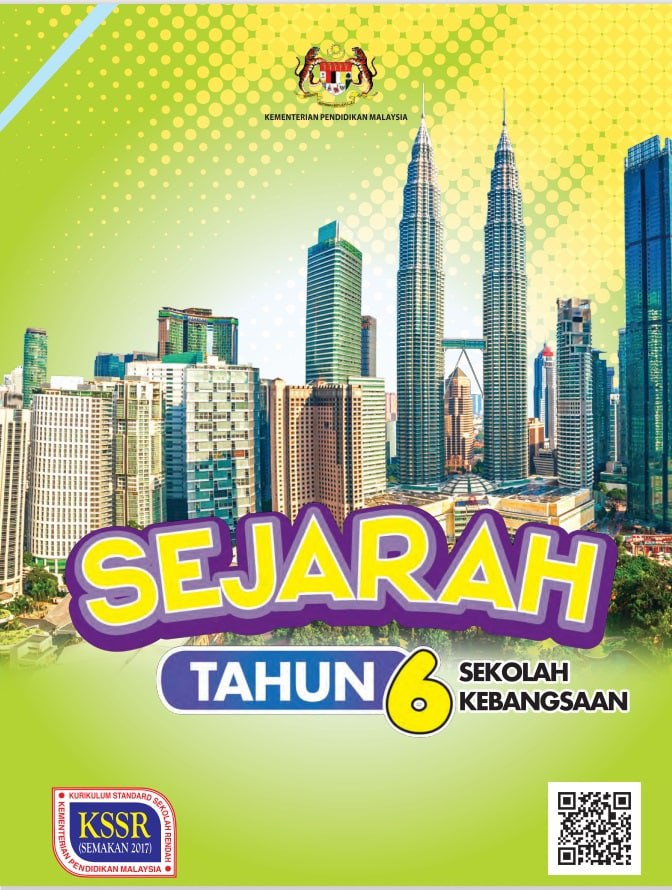 KEMENTERIAN PENDIDIKAN MALAYSIA
SEJARAH
TAHUN 6
SEKOLAH
KEBANGSAAN
KURIKULUM STANDARD SEKOLAH RENDAH
KSSR
(SEMAKAN 2017)
KEMENTERIAN PENDIDIKAN MALAYSIA